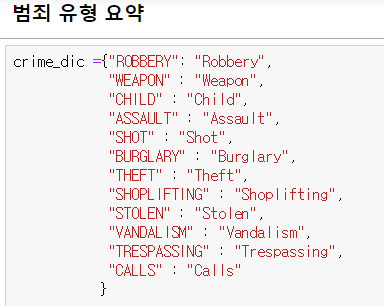 범죄 유형 요약
crime_dic ={"ROBBERY": "Robbery",
"WEAPON" : "Weapon",
"CHILD" : "Child",
"ASSAULT" : "Assault",
"SHOT" : "Shot",
"BURGLARY" : "Burglary",
"THEFT" : "Theft",
"SHOPLIFTING" : "Shoplifting",
"STOLEN" : "Stolen",
"VANDALISM" : "Vandalism",
"TRESPASSING" : "Trespassing",
"CALLS" : "Calls"
}